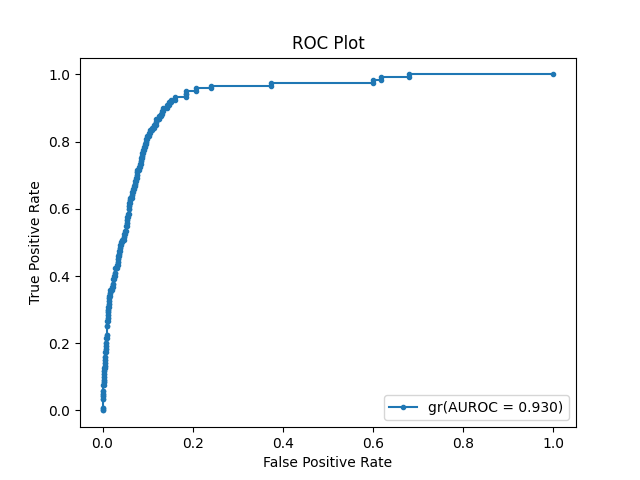 ROC Plot
True Positive Rate
1.0
0.8
0.6
0.4
0.2
0.0
gr(AUROC = 0.930)
0.0 0.2 0.4 0.6 0.8 1.0
False Positive Rate